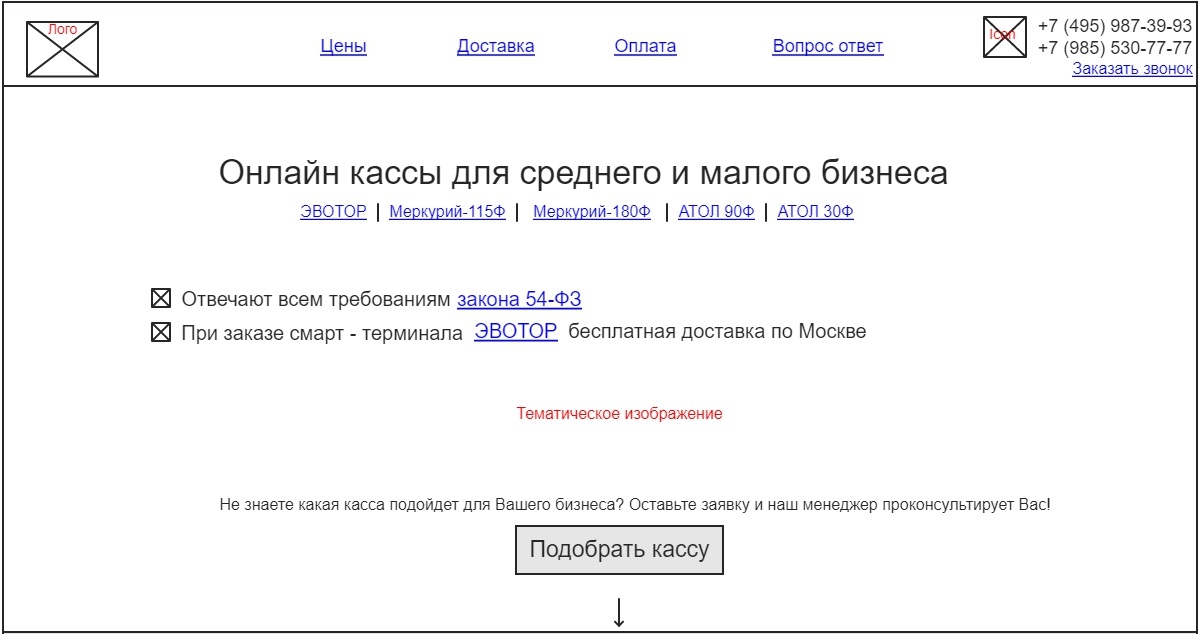 Лого
Цены Доставка Оплата Вопрос ответ
Icon
+7 (495) 987-39-93
+7 (985) 530-77-77
Заказать звонок
Онлайн кассы для среднего и малого бизнеса
ЭВОТОР | Меркурий-115Ф | Меркурий-180Ф | АТОЛ 90Ф | АТОЛ 30Ф
Отвечают всем требованиям закона 54-ФЗ
При заказе смарт - терминала ЭВОТОР бесплатная доставка по Москве
Тематическое изображение
Не знаете какая касса подойдет для Вашего бизнеса? Оставьте заявку и наш менеджер проконсультирует Вас!
Подобрать кассу